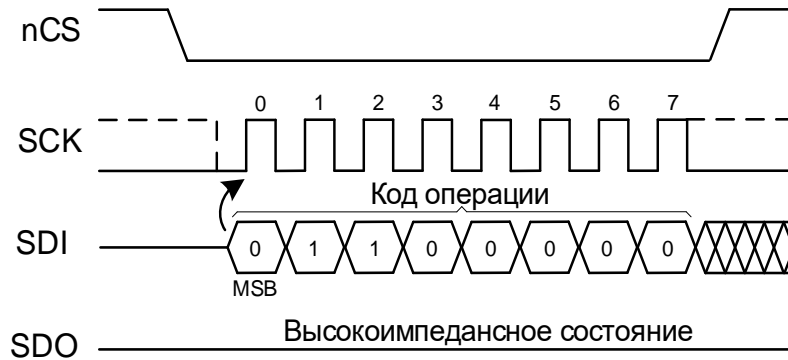 nCS
0 1 2 3 4 5 6 7
SCK
Код операции
SDI
0 1 1 0 0 0 0 0
MSB
Высокоимпедансное состояние
SDO